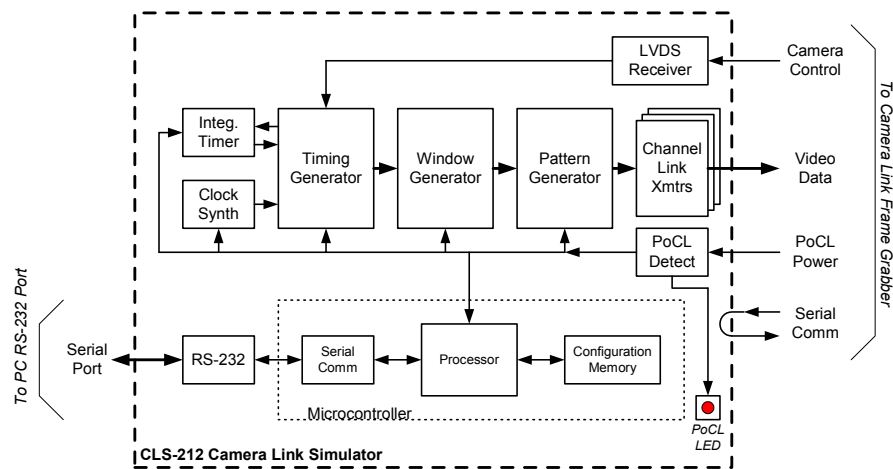 LVDS
Receiver
Camera
Control
Integ.
Timer
Timing
Generator
Window
Generator
Pattern
Generator
Channel
Link
Xmtrs
Video
Data
Clock
Synth
PoCL
Detect
PoCL
Power
To Camera Link Frame Grabber
Serial
Comm
To PC RS-232 Port
Serial
Port
RS-232
Serial
Comm
Processor
Configuration
Memory
Microcontroller
PoCL
LED
CLS-212 Camera Link Simulator